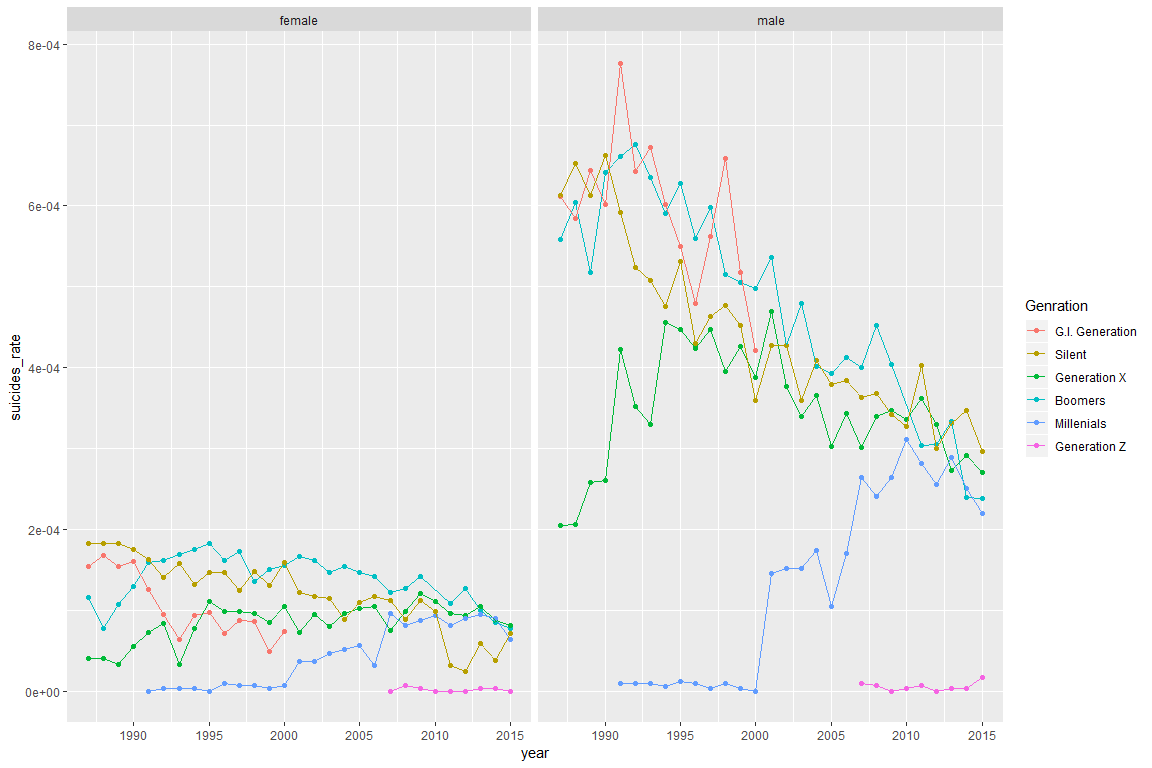 female
male
8e-04
6e-04
4e-04
2e-04
0e+00
suicides_rate
1990
1995
2000
2005
2010
2015
1990
1995
2000
2005
2010
2015
year
Genration
G.I. Generation
Silent
Generation X
Boomers
Millenials
Generation Z